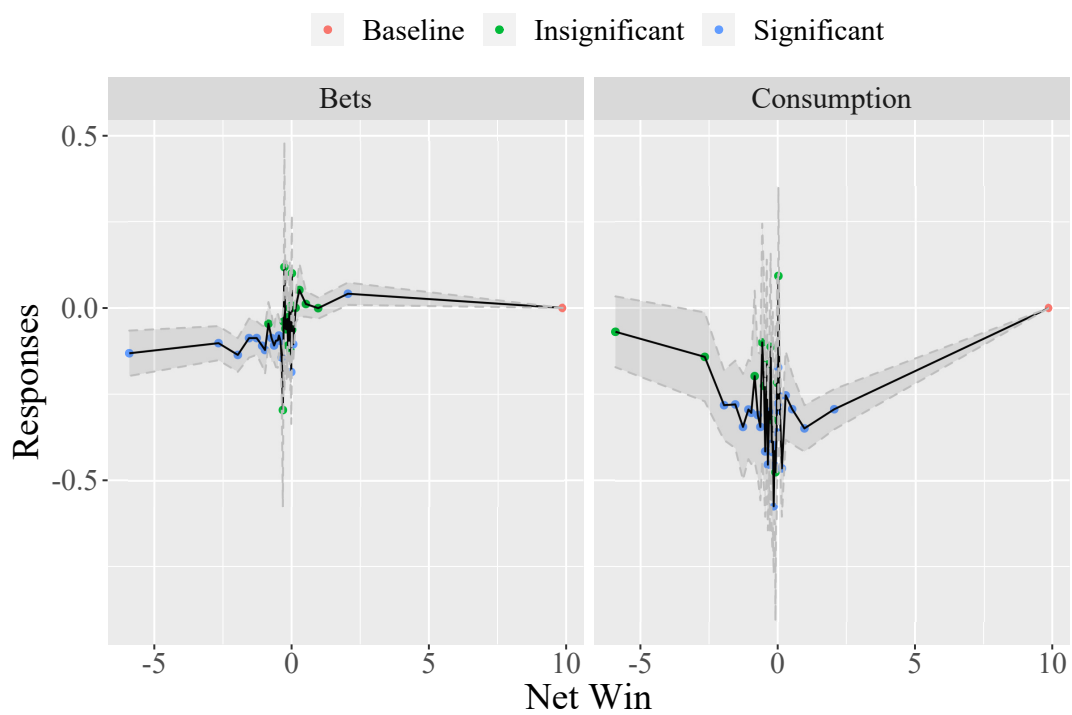 Baseline Insignificant Significant
Bets Consumption
0.5
0.0
-0.5
Responses
-5 0 5 10 -5 0 5 10
Net Win